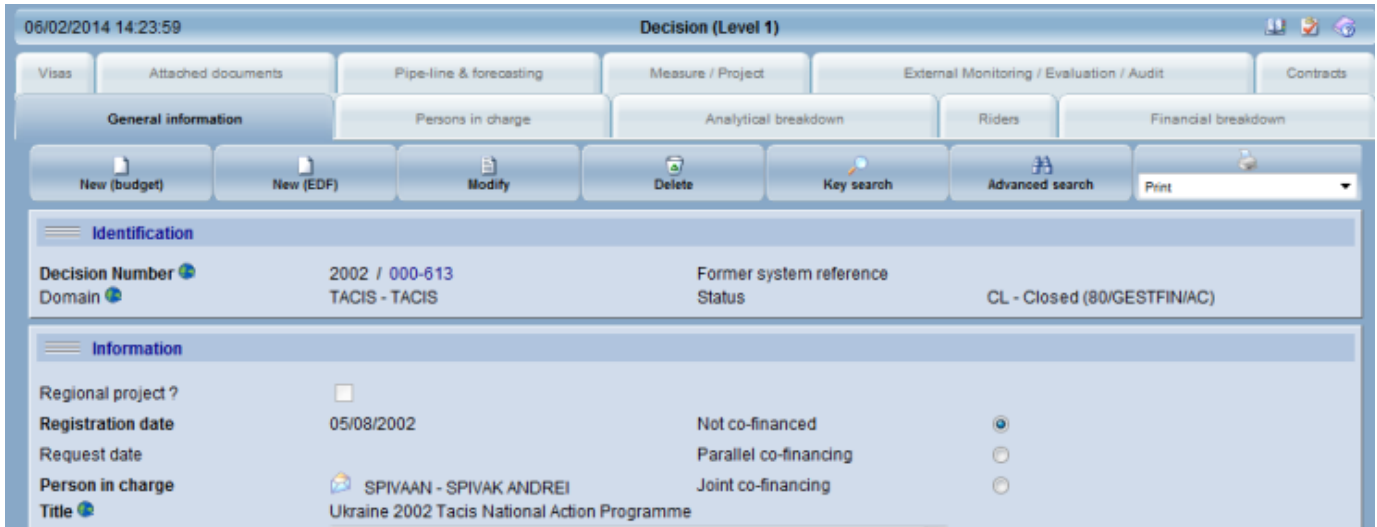 06/02/2014 14:23:59 Decision (Level 1)
Visas Attached documents Pipe-line & forecasting Measure / Project External Monitoring / Evaluation / Audit Contracts
General information Persons in charge Analytical breakdown Riders Financial breakdown
New (budget) New (EDF) Modify Delete Key search Advanced search Print
Identification
Decision Number 2002 / 000-613 Former system reference
Domain TACIS - TACIS Status CL - Closed (80/GESTFIN/AC)
Information
Regional project ?
Registration date 05/08/2002 Not co-financed
Request date Parallel co-financing
Person in charge SPIVAAN - SPIVAK ANDREI Joint co-financing
Title Ukraine 2002 Tacis National Action Programme